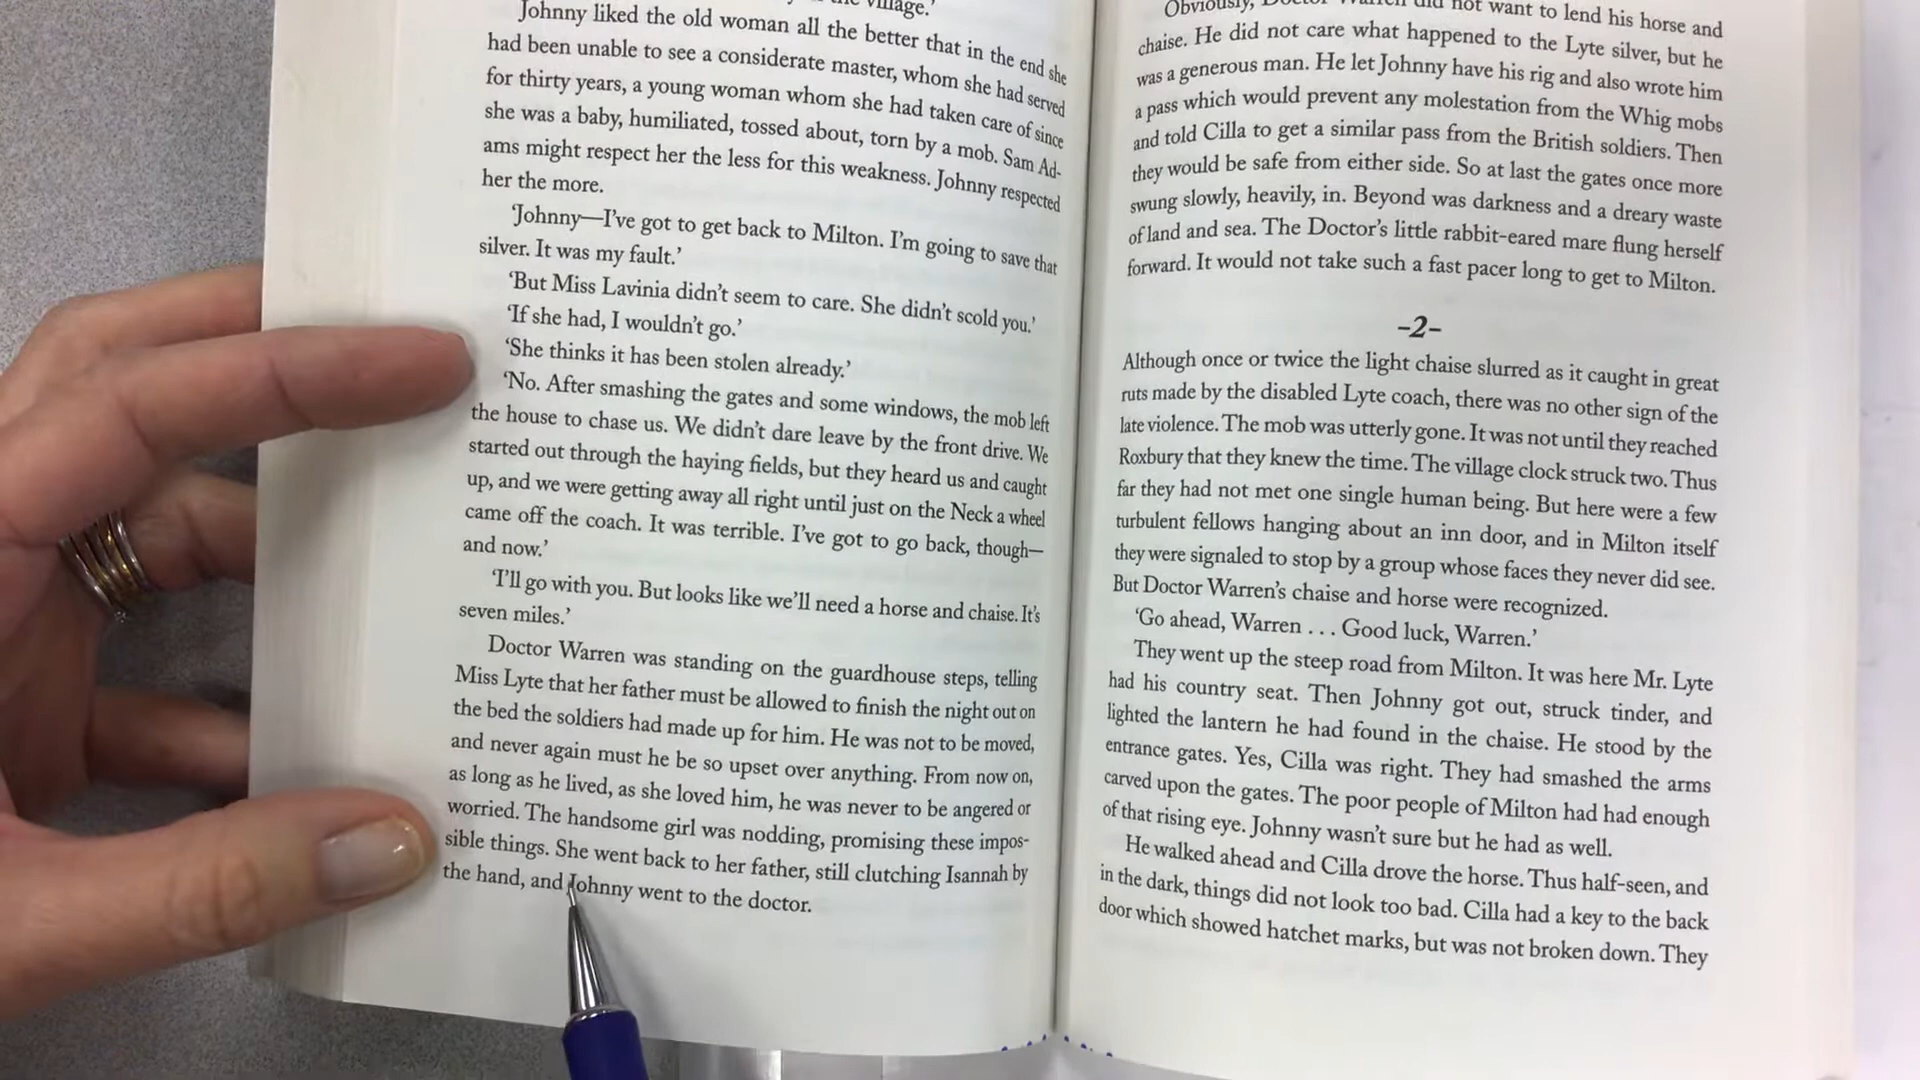 the village.'
Johnny liked the old woman all the better that in the end she
had been unable to see a considerate master, whom she had served
for thirty years, a young woman whom she had taken care of since
she was a baby, humiliated, tossed about, torn by a mob. Sam Ad-
ams might respect her the less for this weakness. Johnny respected
her the more.
'Johnny—I've got to get back to Milton. I'm going to save that
silver. It was my fault.'
'But Miss Lavinia didn't seem to care. She didn't scold you.'
'If she had, I wouldn't go.'
'She thinks it has been stolen already.'
'No. After smashing the gates and some windows, the mob left
the house to chase us. We didn't dare leave by the front drive. We
started out through the haying fields, but they heard us and caught
up, and we were getting away all right until just on the Neck a wheel
came off the coach. It was terrible. I've got to go back, though—
and now.'
'I'll go with you. But looks like we'll need a horse and chaise. It's
seven miles.'
Doctor Warren was standing on the guardhouse steps, telling
Miss Lyte that her father must be allowed to finish the night out on
the bed the soldiers had made up for him. He was not to be moved,
and never again must he be so upset over anything. From now on,
as long as he lived, as she loved him, he was never to be angered or
worried. The handsome girl was nodding, promising these impos-
sible things. She went back to her father, still clutching Isannah by
the hand, and Johnny went to the doctor.
Obviously, Doctor Warren did not want to lend his horse and
chaise. He did not care what happened to the Lyte silver, but he
was a generous man. He let Johnny have his rig and also wrote him
a pass which would prevent any molestation from the Whig mobs
and told Cilla to get a similar pass from the British soldiers. Then
they would be safe from either side. So at last the gates once more
swung slowly, heavily, in. Beyond was darkness and a dreary waste
of land and sea. The Doctor's little rabbit-eared mare flung herself
forward. It would not take such a fast pacer long to get to Milton.
-2-
Although once or twice the light chaise slurred as it caught in great
ruts made by the disabled Lyte coach, there was no other sign of the
late violence. The mob was utterly gone. It was not until they reached
Roxbury that they knew the time. The village clock struck two. Thus
far they had not met one single human being. But here were a few
turbulent fellows hanging about an inn door, and in Milton itself
they were signaled to stop by a group whose faces they never did see.
But Doctor Warren's chaise and horse were recognized.
'Go ahead, Warren ... Good luck, Warren.'
They went up the steep road from Milton. It was here Mr. Lyte
had his country seat. Then Johnny got out, struck tinder, and
lighted the lantern he had found in the chaise. He stood by the
entrance gates. Yes, Cilla was right. They had smashed the arms
carved upon the gates. The poor people of Milton had had enough
of that rising eye. Johnny wasn't sure but he had as well.
He walked ahead and Cilla drove the horse. Thus half-seen, and
in the dark, things did not look too bad. Cilla had a key to the back
door which showed hatchet marks, but was not broken down. They